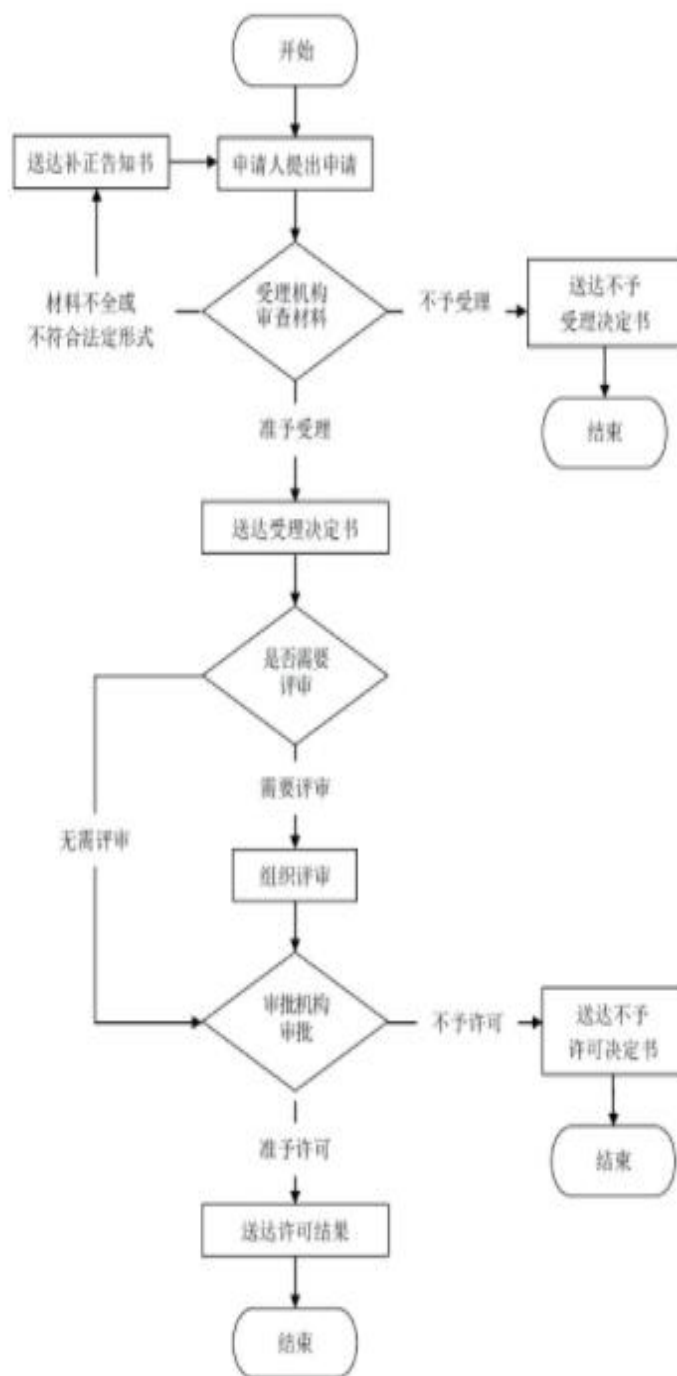 开始
送达补正告知书
申请人提出申请
材料不全或
不符合法定形式
受理机构
审查材料
不予受理
送达不予
受理决定书
结束
准予受理
送达受理决定书
是否需要
评审
需要评审
无需评审
组织评审
审批机构
审批
不予许可
送达不予
许可决定书
结束
准予许可
送达许可结果
结束